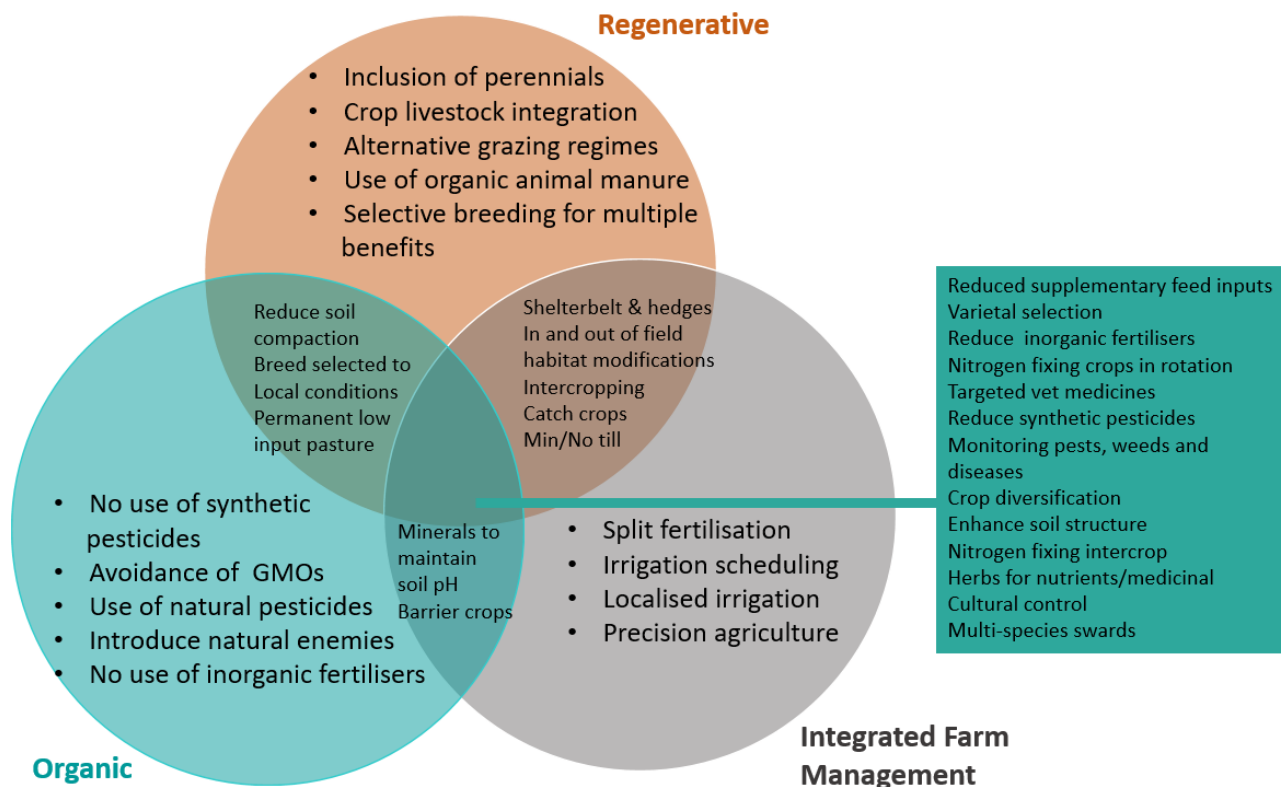 Regenerative
• Inclusion of perennials
• Crop livestock integration
• Alternative grazing regimes
• Use of organic animal manure
• Selective breeding for multiple
benefits
Reduce soil
compaction
Breed selected to
Local conditions
Permanent low
input pasture
Shelterbelt & hedges
In and out of field
habitat modifications
Intercropping
Catch crops
Min/No till
Reduced supplementary feed inputs
Varietal selection
Reduce inorganic fertilisers
Nitrogen fixing crops in rotation
Targeted vet medicines
Reduce synthetic pesticides
Monitoring pests, weeds and
diseases
Crop diversification
Enhance soil structure
Nitrogen fixing intercrop
Herbs for nutrients/medicinal
Cultural control
Multi-species swards
• No use of synthetic
pesticides
• Avoidance of GMOs
• Use of natural pesticides
• Introduce natural enemies
• No use of inorganic fertilisers
Minerals to
maintain
soil pH
Barrier crops
• Split fertilisation
• Irrigation scheduling
• Localised irrigation
• Precision agriculture
Organic
Integrated Farm
Management